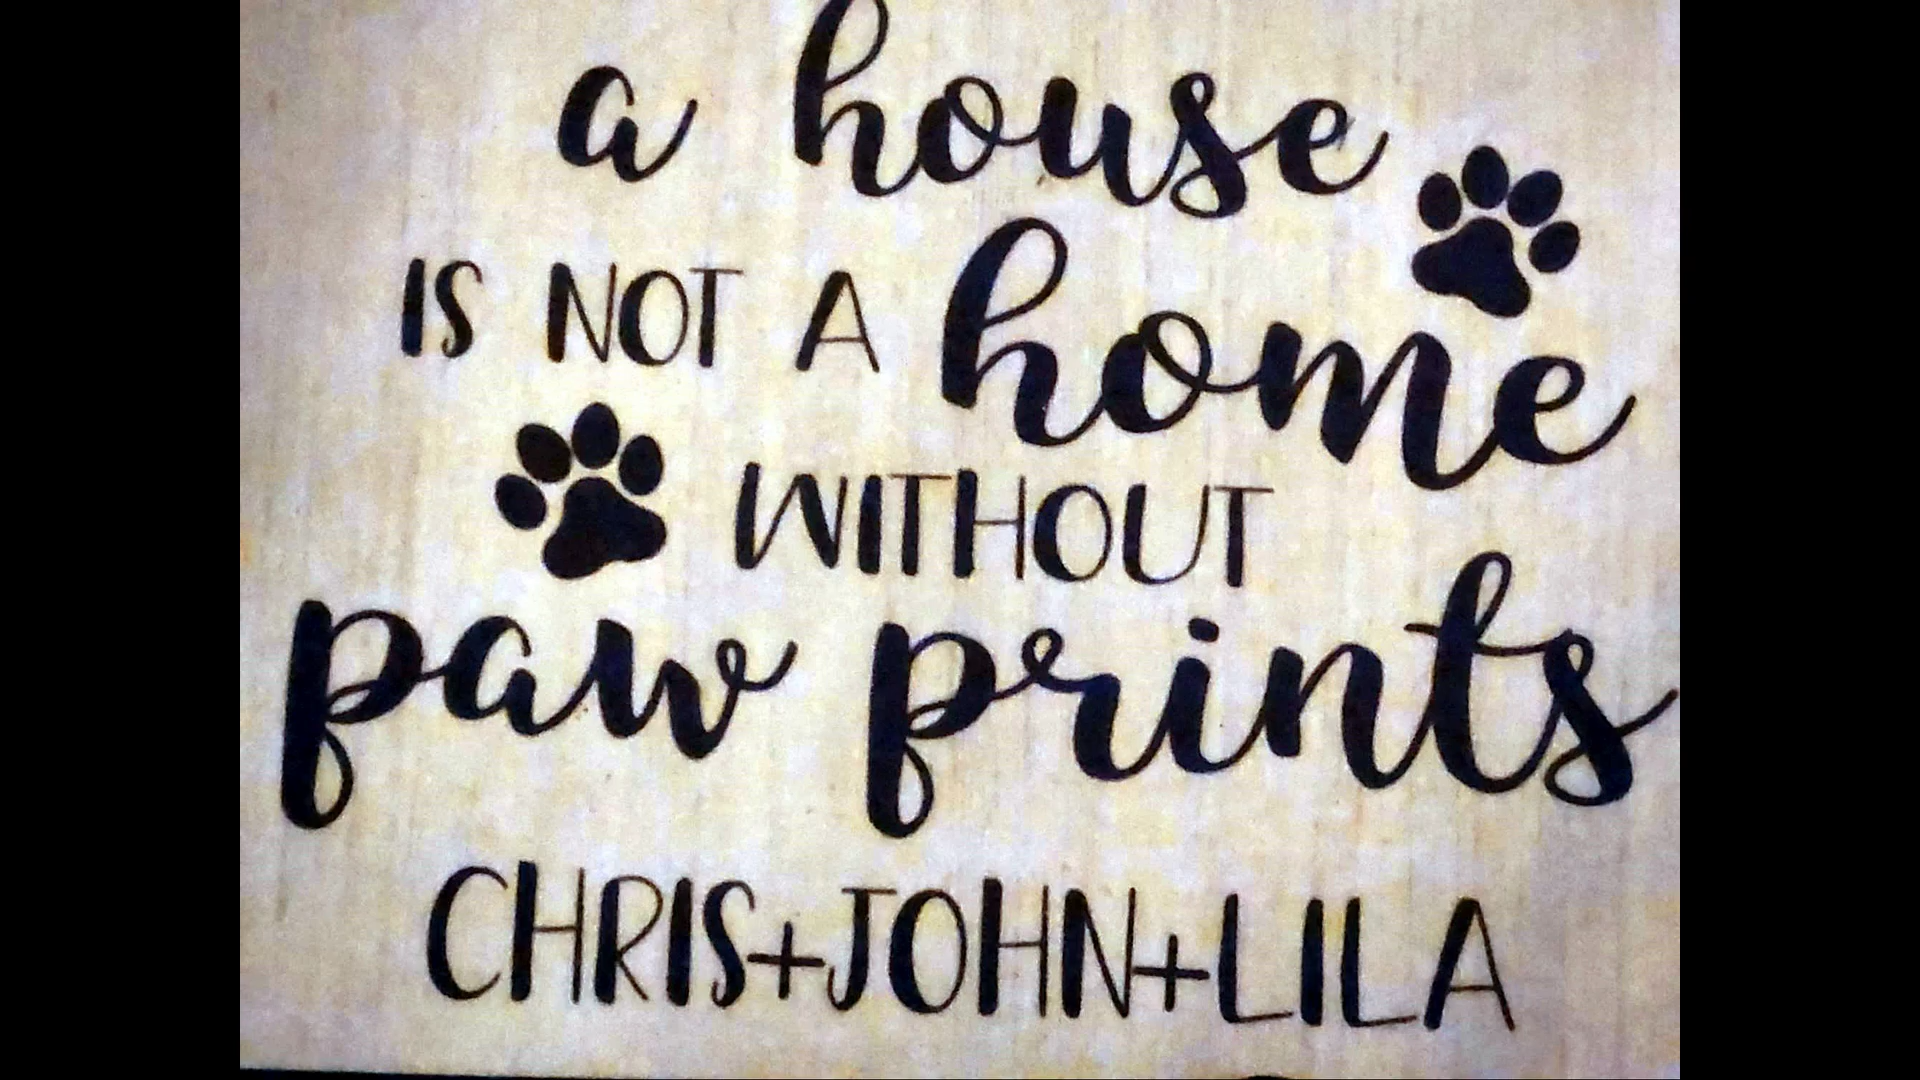 a house
IS NOT A home
WITHOUT
paw prints
CHRIS+JOHN+LILA